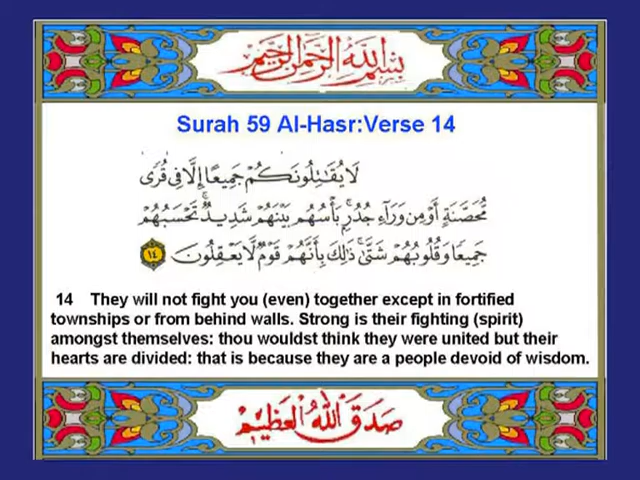 بسم الله الرحمن الرحيم
Surah 59 Al-Hasr:Verse 14
لَا يُقَـٰتِلُونَكُمْ جَمِيعًا إِلَّا فِى قُرًى
مُّحَصَّنَةٍ أَوْ مِن وَرَآءِ جُدُرٍۭ ۚ بَأْسُهُم بَيْنَهُمْ شَدِيدٌ ۚ تَحْسَبُهُمْ
جَمِيعًا وَقُلُوبُهُمْ شَتَّىٰ ۚ ذَٰلِكَ بِأَنَّهُمْ قَوْمٌ لَّا يَعْقِلُونَ ١٤
14 They will not fight you (even) together except in fortified
townships or from behind walls. Strong is their fighting (spirit)
amongst themselves: thou wouldst think they were united but their
hearts are divided: that is because they are a people devoid of wisdom.
صدق الله العظيم